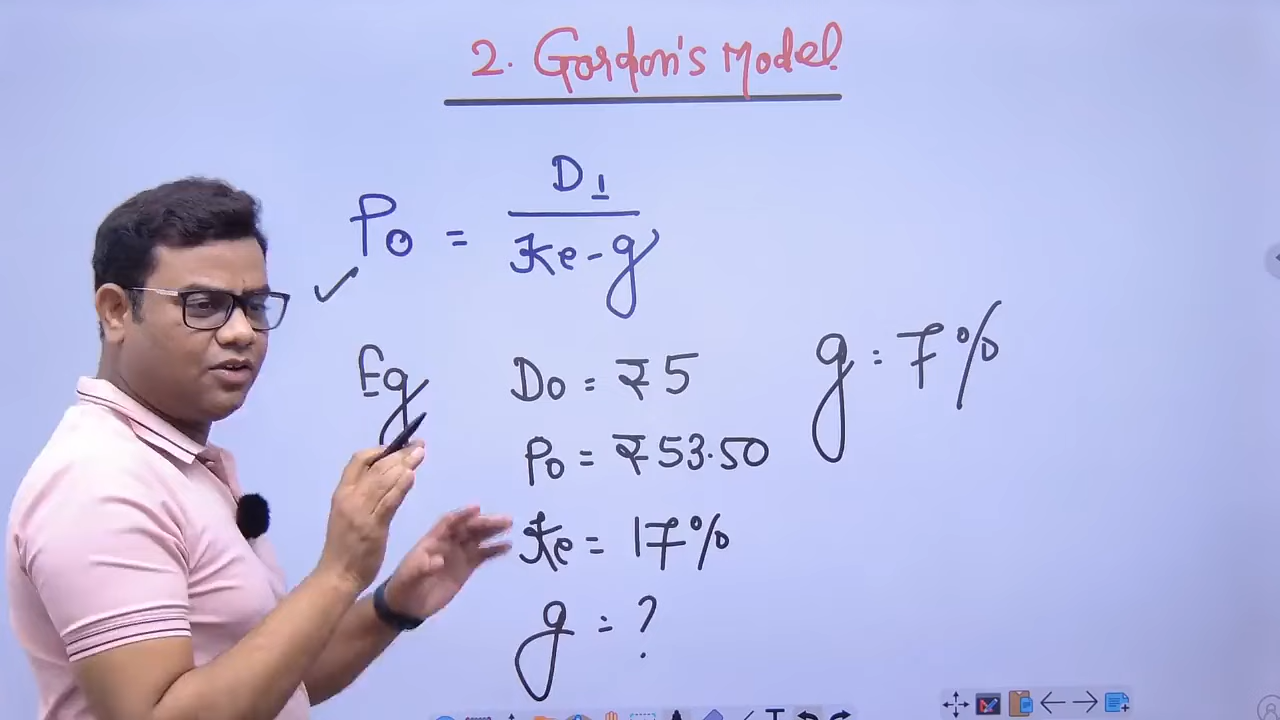 2. Gordon's Model
P₀ = D₁ / (Ke - g)
Eg
D₀ = ₹5
P₀ = ₹53.50
Ke = 17%
g = ?
g = 7%